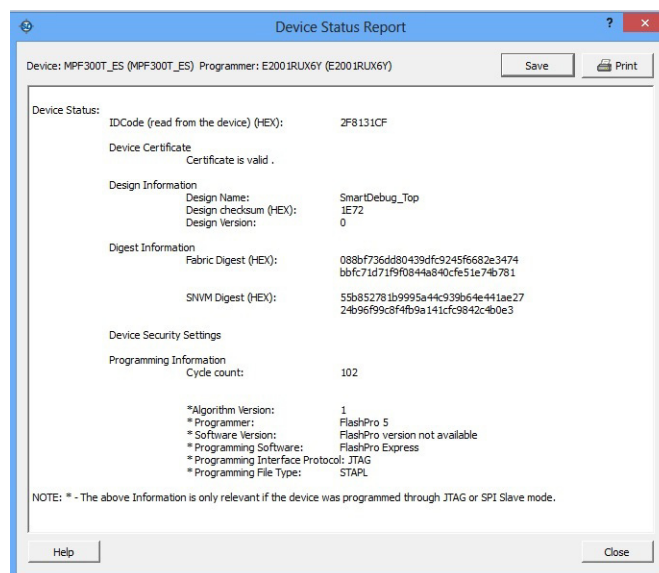 Device Status Report
?
Device: MPF300T_ES (MPF300T_ES) Programmer: E2001RUX6Y (E2001RUX6Y)
Save
Print
Device Status:
IDCode (read from the device) (HEX): 2F8131CF
Device Certificate
Certificate is valid .
Design Information
Design Name: SmartDebug_Top
Design checksum (HEX): 1E72
Design Version: 0
Digest Information
Fabric Digest (HEX): 088bf736dd80439dfc9245f6682e3474
bbfc71d71f9f0844a840cfe51e74b781
SNVM Digest (HEX): 55b852781b9995a44c939b64e441ae27
24b96f99c8f4fb9a141cfc9842c4b0e3
Device Security Settings
Programming Information
Cycle count: 102
*Algorithm Version: 1
* Programmer: FlashPro 5
* Software Version: FlashPro version not available
* Programming Software: FlashPro Express
* Programming Interface Protocol: JTAG
* Programming File Type: STAPL
NOTE: * - The above Information is only relevant if the device was programmed through JTAG or SPI Slave mode.
Help
Close